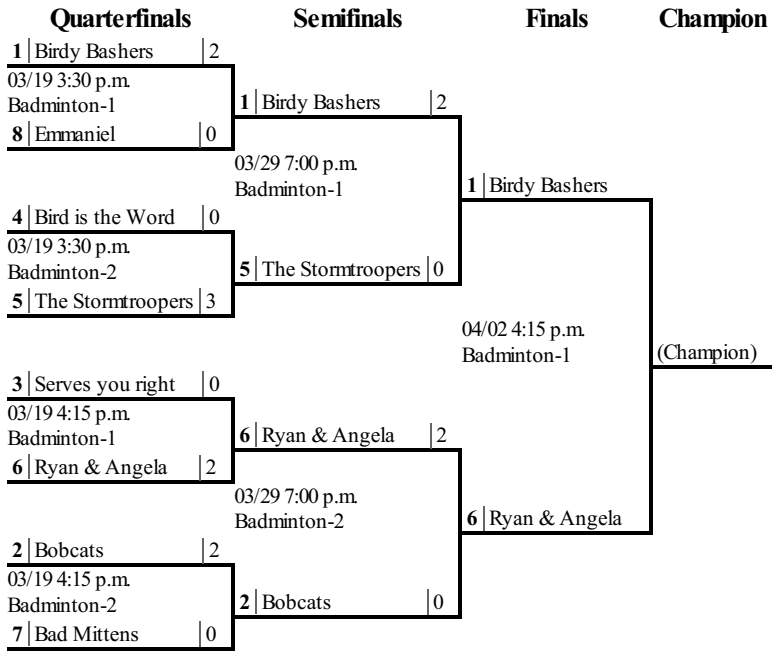 Quarterfinals Semifinals Finals Champion
1 Birdy Bashers 2
03/19 3:30 p.m.
Badminton-1
8 Emmaniel 0
4 Bird is the Word 0
03/19 3:30 p.m.
Badminton-2
5 The Stormtroopers 3
3 Serves you right 0
03/19 4:15 p.m.
Badminton-1
6 Ryan & Angela 2
2 Bobcats 2
03/19 4:15 p.m.
Badminton-2
7 Bad Mittens 0
1 Birdy Bashers 2
03/29 7:00 p.m.
Badminton-1
5 The Stormtroopers 0
6 Ryan & Angela 2
03/29 7:00 p.m.
Badminton-2
2 Bobcats 0
1 Birdy Bashers
04/02 4:15 p.m.
Badminton-1
6 Ryan & Angela
(Champion)